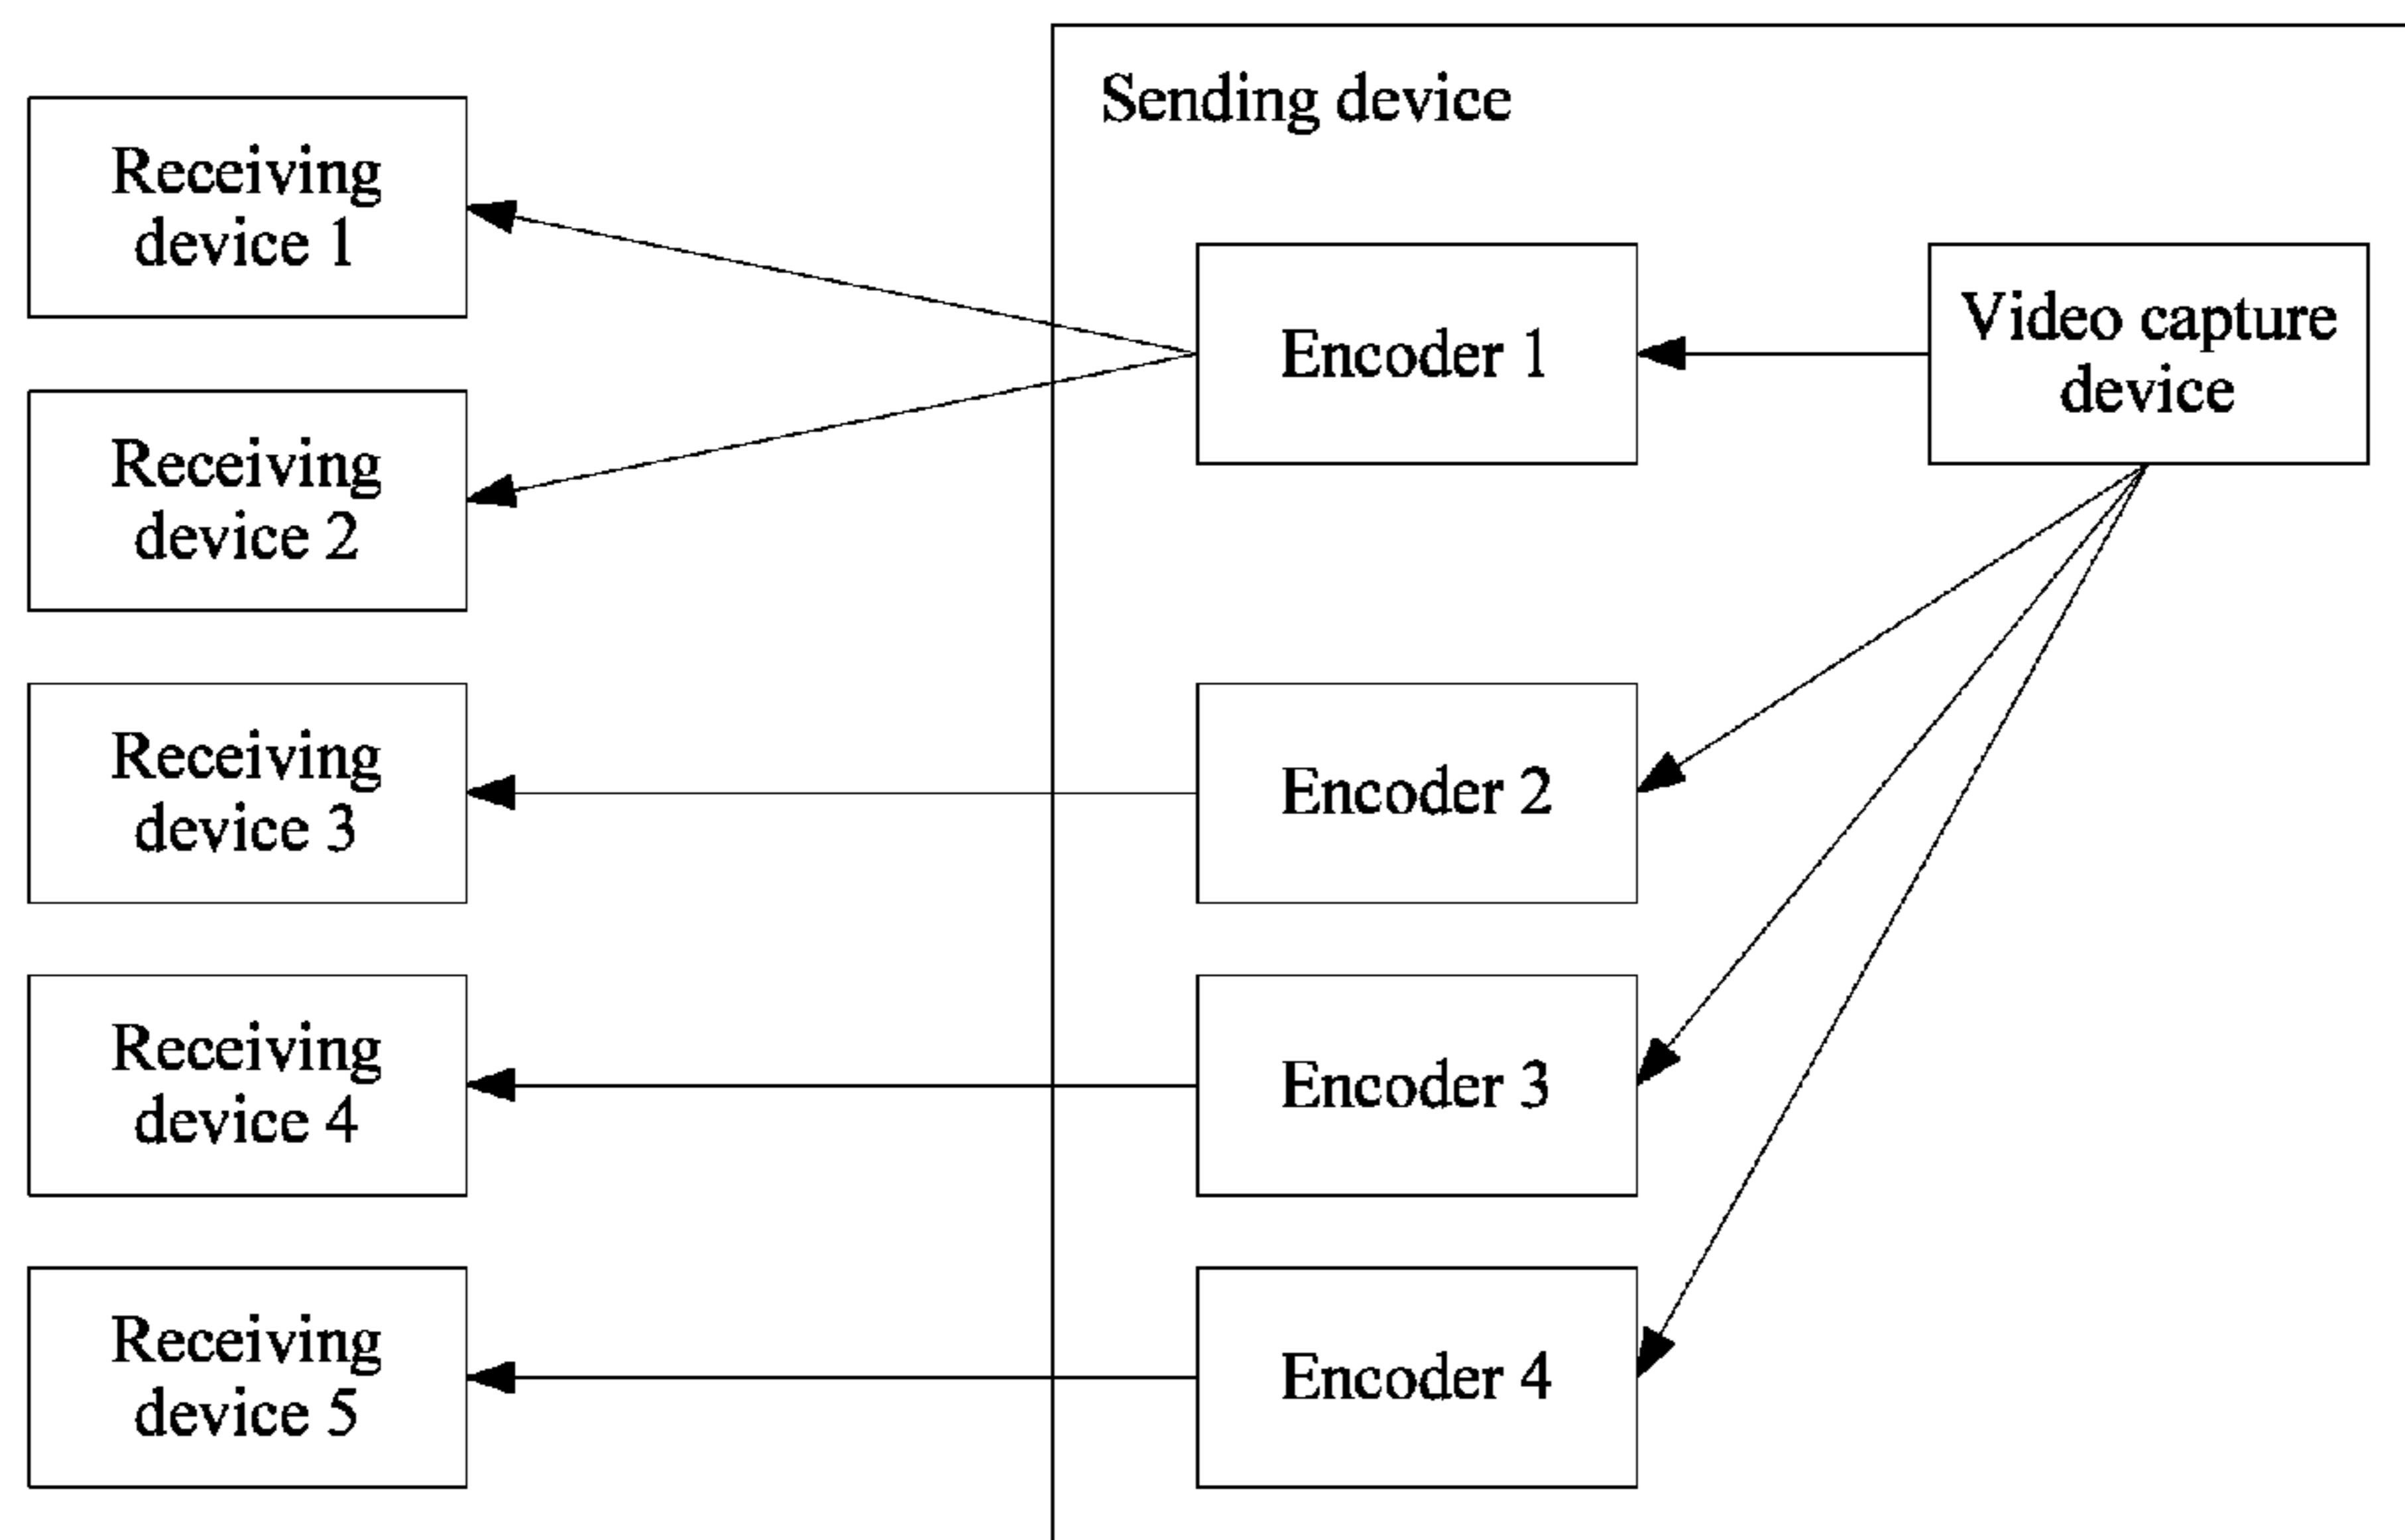 Sending device
Receiving
device 1
Receiving
device 2
Receiving
device 3
Receiving
device 4
Receiving
device 5
Encoder 1
Encoder 2
Encoder 3
Encoder 4
Video capture
device